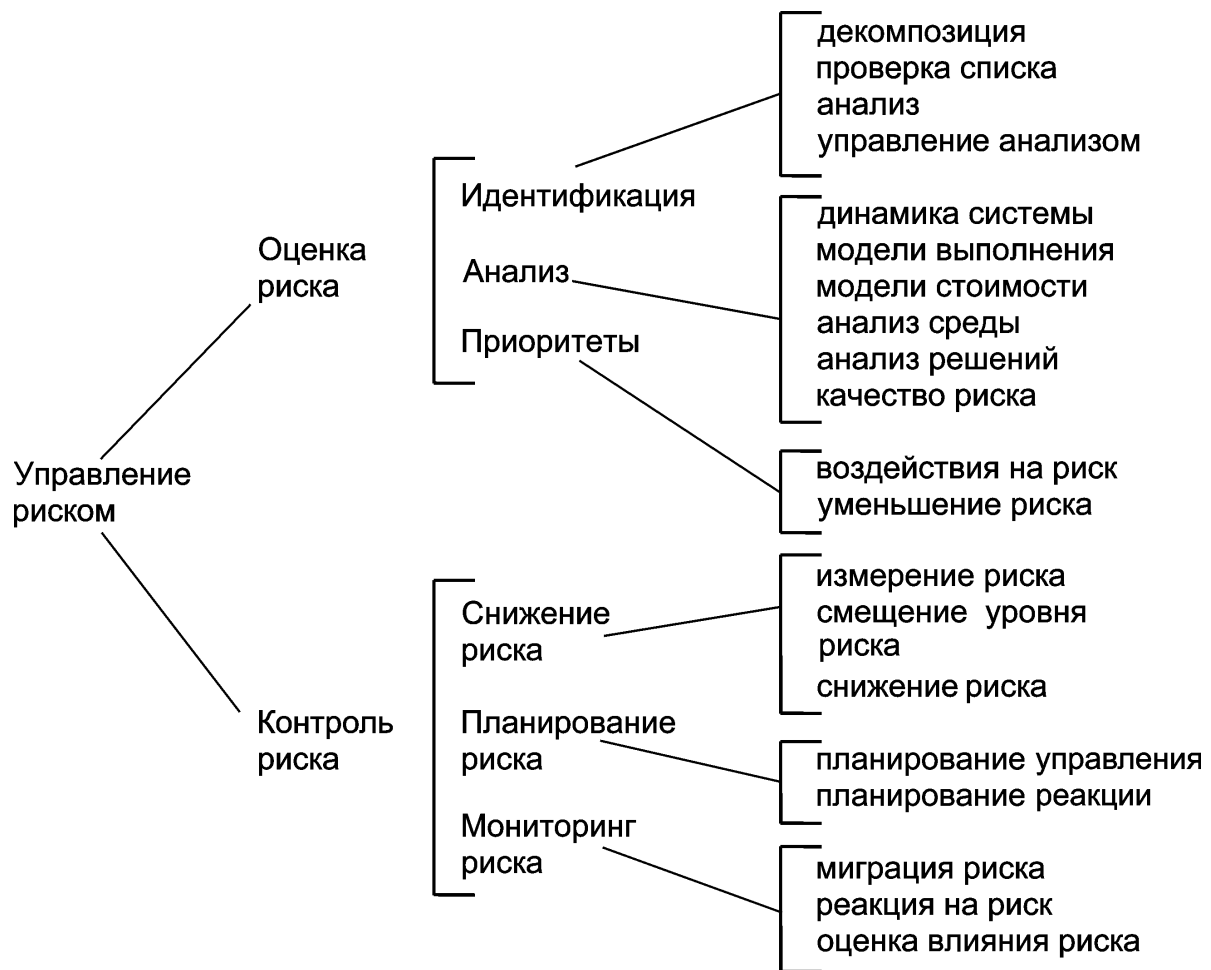 Управление
риском
Оценка
риска
Идентификация
декомпозиция
проверка списка
анализ
управление анализом
Анализ
динамика системы
модели выполнения
модели стоимости
анализ среды
анализ решений
качество риска
Приоритеты
воздействия на риск
уменьшение риска
Контроль
риска
Снижение
риска
измерение риска
смещение уровня
риска
снижение риска
Планирование
риска
планирование управления
планирование реакции
Мониторинг
риска
миграция риска
реакция на риск
оценка влияния риска